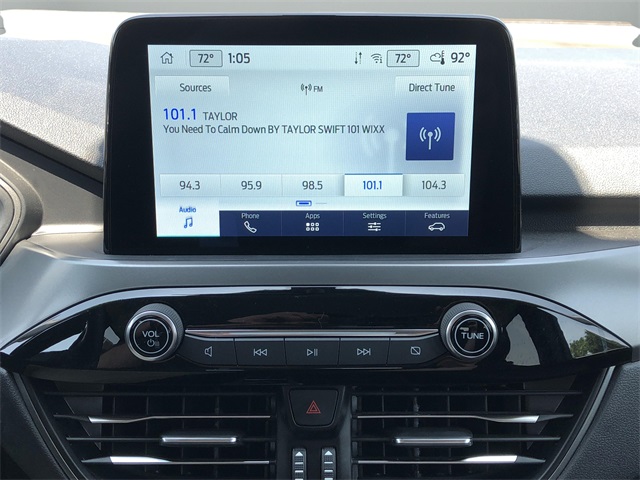 72° 1:05 72° 92°
Sources FM Direct Tune
101.1 TAYLOR
You Need To Calm Down BY TAYLOR SWIFT 101 WIXX
94.3 95.9 98.5 101.1 104.3
Audio Phone Apps Settings Features
VOL TUNE